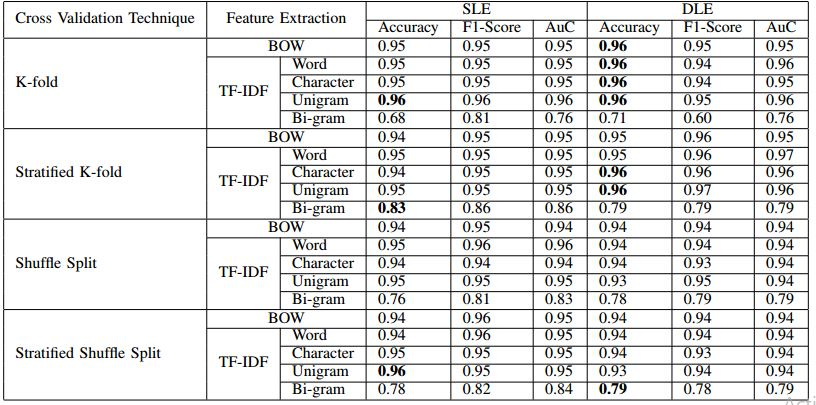 Cross Validation Technique Feature Extraction SLE DLE
Accuracy F1-Score AuC Accuracy F1-Score AuC
K-fold BOW 0.95 0.95 0.95 0.96 0.95 0.95
TF-IDF Word 0.95 0.95 0.95 0.96 0.94 0.96
Character 0.95 0.95 0.95 0.96 0.94 0.96
Unigram 0.96 0.96 0.96 0.96 0.95 0.96
Bi-gram 0.68 0.81 0.76 0.71 0.60 0.76
Stratified K-fold BOW 0.94 0.95 0.95 0.95 0.96 0.95
TF-IDF Word 0.95 0.95 0.95 0.95 0.96 0.97
Character 0.94 0.95 0.95 0.96 0.96 0.96
Unigram 0.95 0.95 0.95 0.96 0.97 0.96
Bi-gram 0.83 0.86 0.86 0.79 0.79 0.79
Shuffle Split BOW 0.94 0.95 0.94 0.94 0.94 0.94
TF-IDF Word 0.95 0.96 0.96 0.94 0.94 0.94
Character 0.94 0.94 0.94 0.94 0.93 0.94
Unigram 0.95 0.95 0.95 0.93 0.95 0.94
Bi-gram 0.76 0.81 0.83 0.78 0.79 0.79
Stratified Shuffle Split BOW 0.94 0.96 0.95 0.94 0.94 0.94
TF-IDF Word 0.94 0.96 0.95 0.94 0.94 0.94
Character 0.95 0.95 0.95 0.94 0.93 0.94
Unigram 0.96 0.95 0.95 0.93 0.94 0.94
Bi-gram 0.78 0.82 0.84 0.79 0.78 0.79